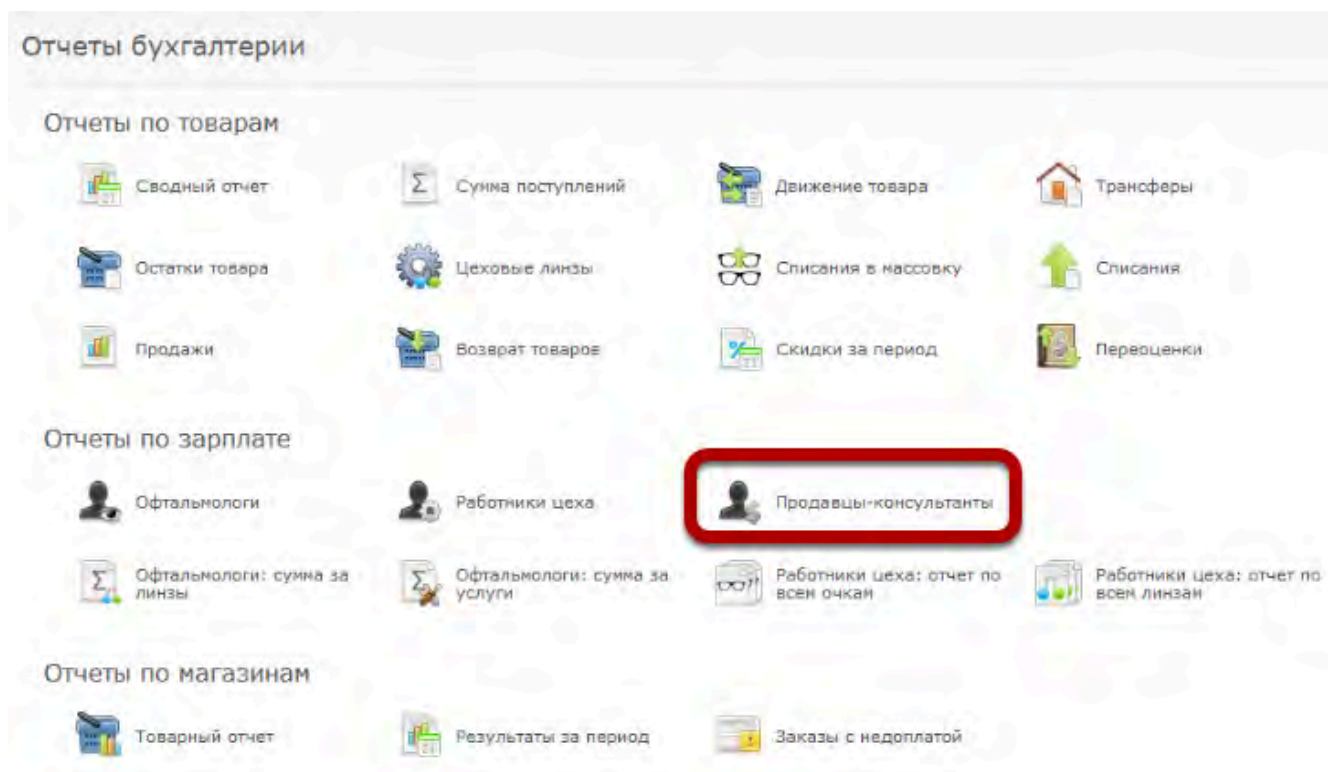 Отчеты бухгалтерии
Отчеты по товарам
Сводный отчет
Сумма поступлений
Движение товара
Трансферы
Остатки товара
Цеховые линзы
Списания в массовку
Списания
Продажи
Возврат товаров
Скидки за период
Переоценки
Отчеты по зарплате
Офтальмологи
Работники цеха
Продавцы-консультанты
Офтальмологи: сумма за
линзы
Офтальмологи: сумма за
услуги
Работники цеха: отчет по
всем очкам
Работники цеха: отчет по
всем линзам
Отчеты по магазинам
Товарный отчет
Результаты за период
Заказы с недоплатой